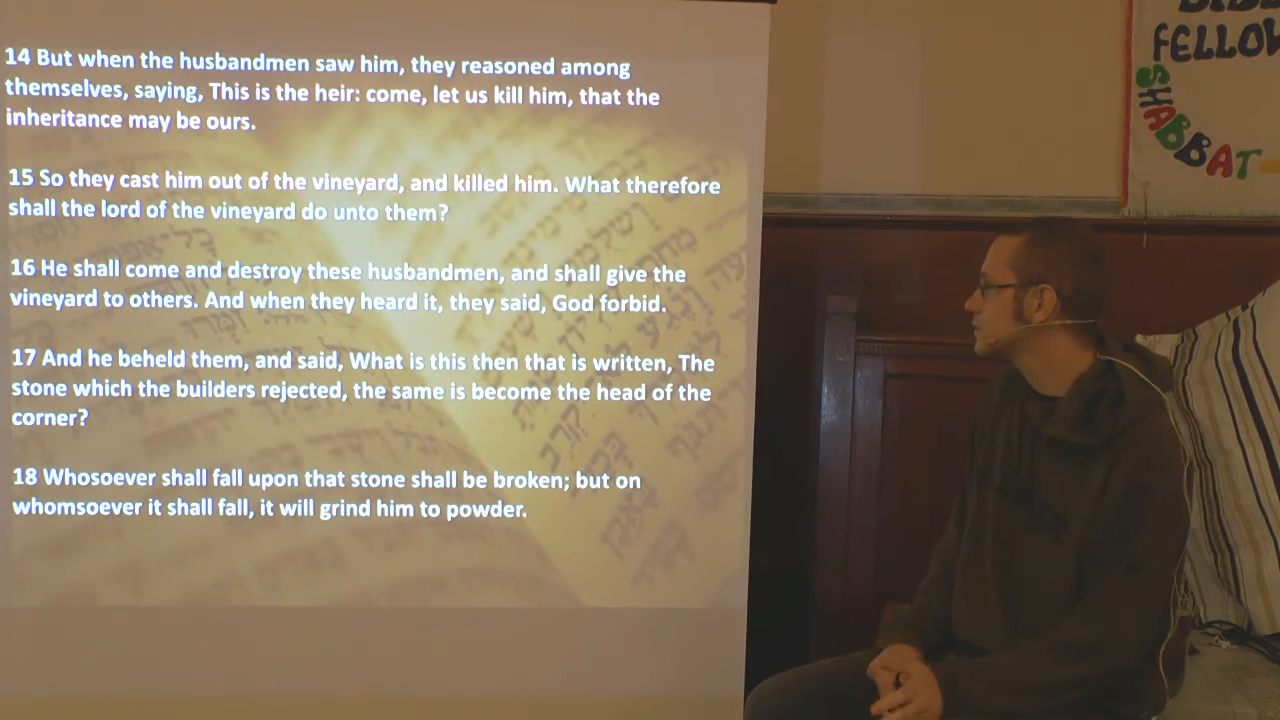 14 But when the husbandmen saw him, they reasoned among
themselves, saying, This is the heir: come, let us kill him, that the
inheritance may be ours.
15 So they cast him out of the vineyard, and killed him. What therefore
shall the lord of the vineyard do unto them?
16 He shall come and destroy these husbandmen, and shall give the
vineyard to others. And when they heard it, they said, God forbid.
17 And he beheld them, and said, What is this then that is written, The
stone which the builders rejected, the same is become the head of the
corner?
18 Whosoever shall fall upon that stone shall be broken; but on
whomsoever it shall fall, it will grind him to powder.
FELLOW
SHABBAT